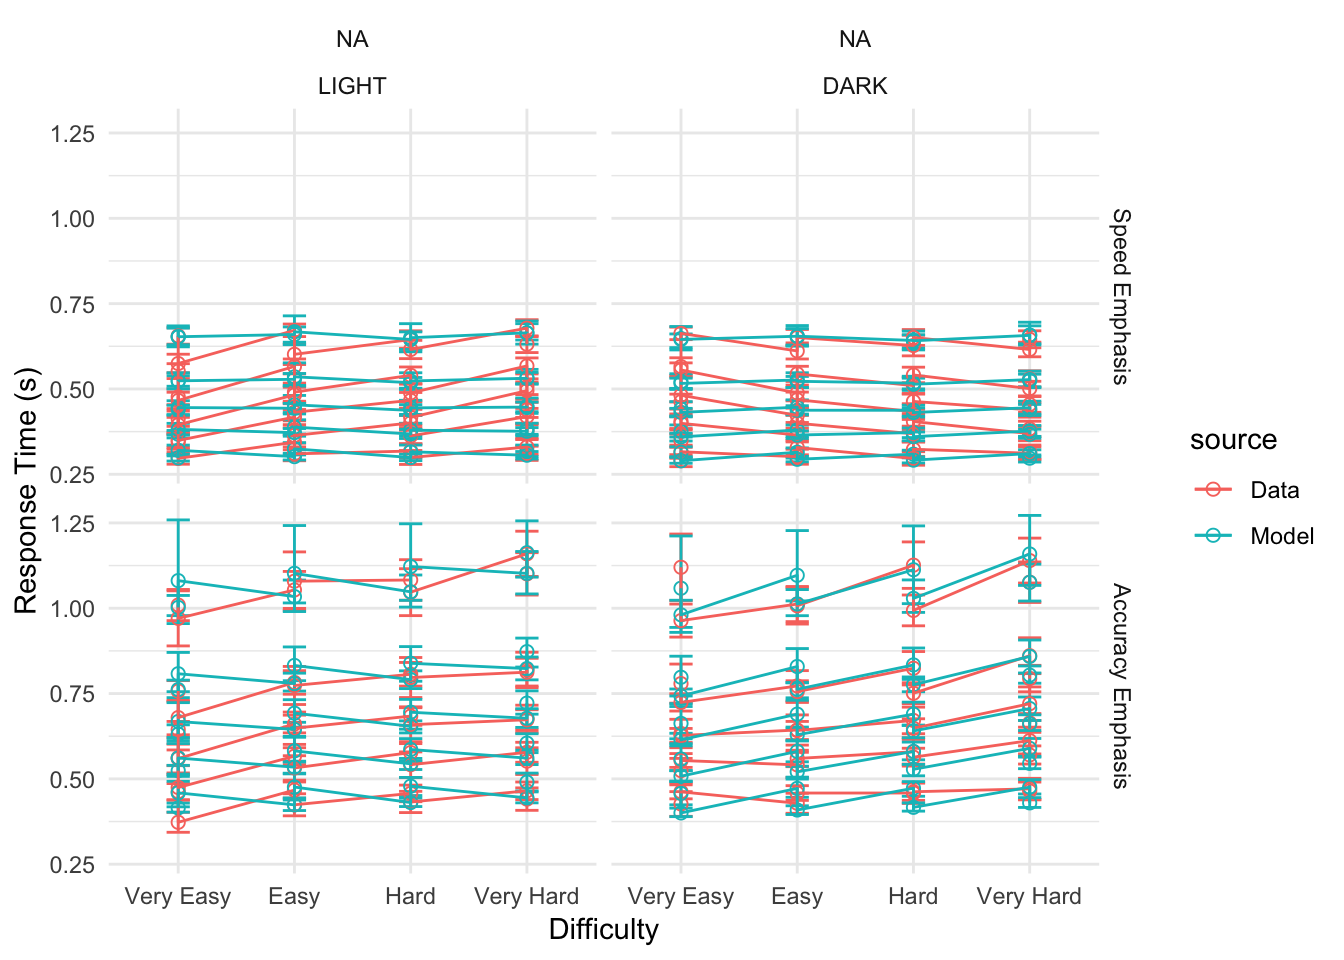 NA
NA
LIGHT
DARK
1.25
1.00
0.75
0.50
0.25
Speed Emphasis
1.25
1.00
0.75
0.50
0.25
Accuracy Emphasis
Response Time (s)
Very Easy
Easy
Hard
Very Hard
Very Easy
Easy
Hard
Very Hard
Difficulty
source
Data
Model